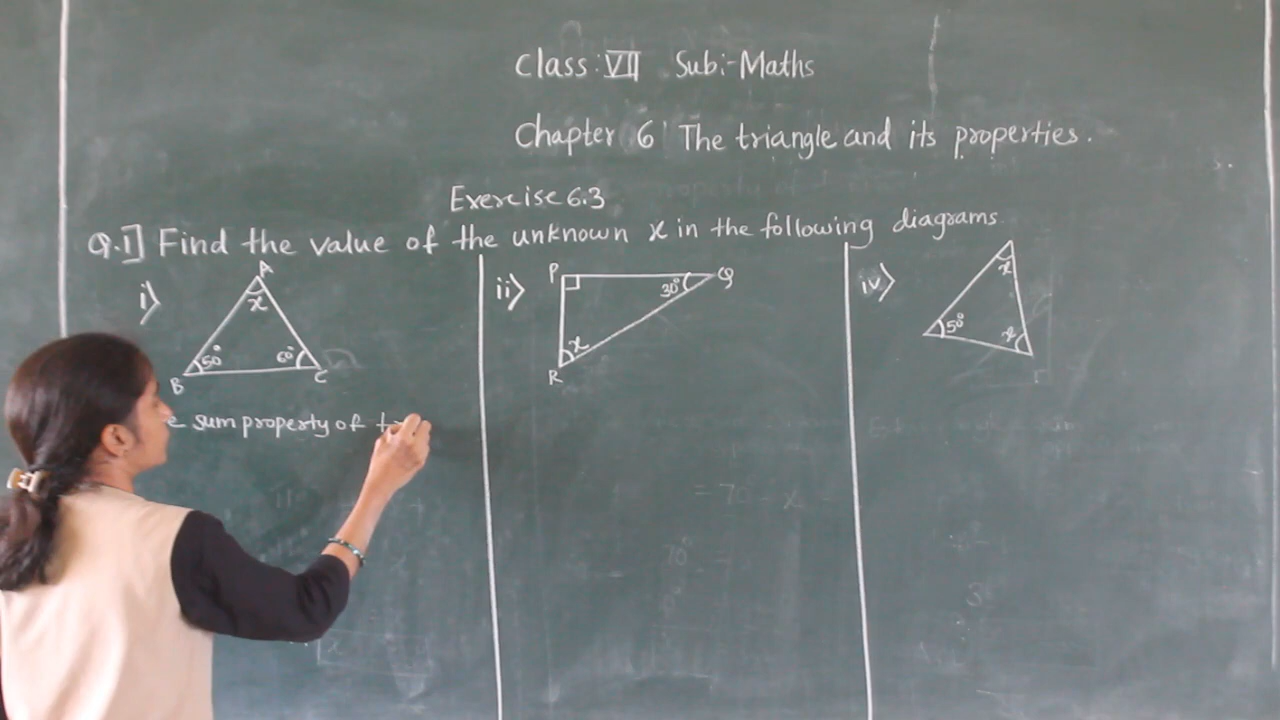 Class: VII Sub:-Maths
Chapter 6 The triangle and its properties.
Exercise 6.3
Q.1] Find the value of the unknown x in the following diagrams.
i>
A
x
50°
60°
B
C
sum property of
ii>
P
30°
Q
x
R
iv>
x
50°
x